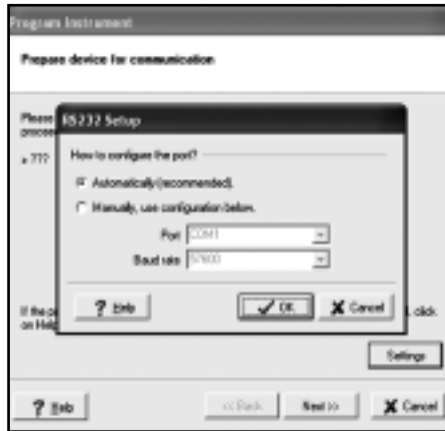 Program Instrument
Prepare device for communication
Please
proceed
RS232 Setup
» ???
How to configure the port?
Automatically (recommended).
Manually, use configuration below.
Port COM1
Baud rate 57600
? Help OK Cancel
If the p
on Help
, click
Settings
? Help << Back Next >> Cancel